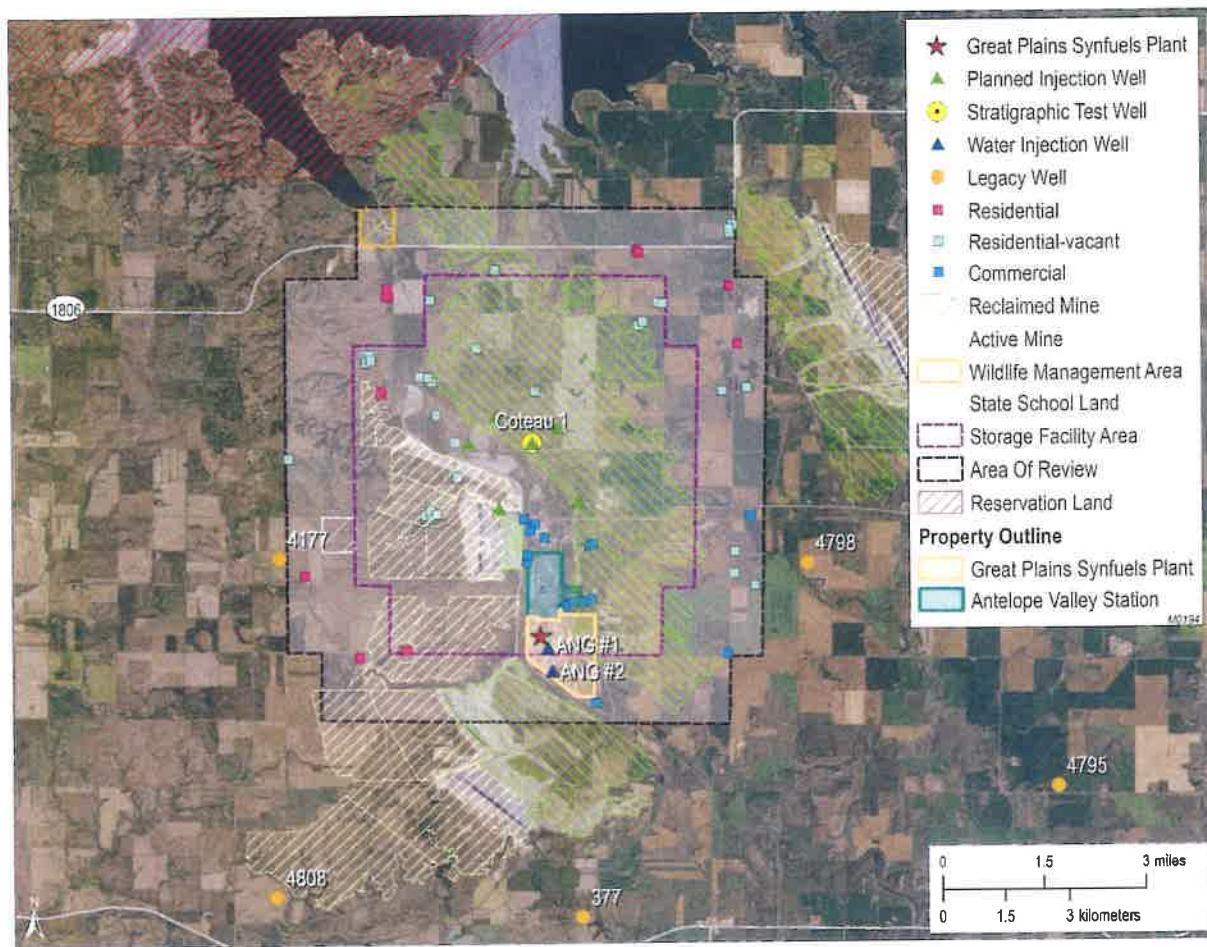 Great Plains Synfuels Plant
Planned Injection Well
Stratigraphic Test Well
Water Injection Well
Legacy Well
Residential
Residential-vacant
Commercial
Reclaimed Mine
Active Mine
Wildlife Management Area
State School Land
Storage Facility Area
Area Of Review
Reservation Land
Property Outline
Great Plains Synfuels Plant
Antelope Valley Station
M0194
1806
Coteau 1
4177
4798
ANG #1
ANG #2
4795
4808
377
0 1.5 3 miles
0 1.5 3 kilometers
N